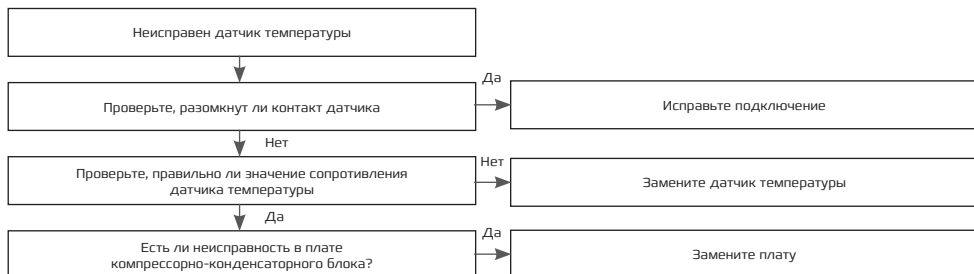 Неисправен датчик температуры
Да
Проверьте, разомкнут ли контакт датчика
Исправьте подключение
Нет
Нет
Проверьте, правильно ли значение сопротивления
датчика температуры
Замените датчик температуры
Да
Да
Есть ли неисправность в плате
компрессорно-конденсаторного блока?
Замените плату